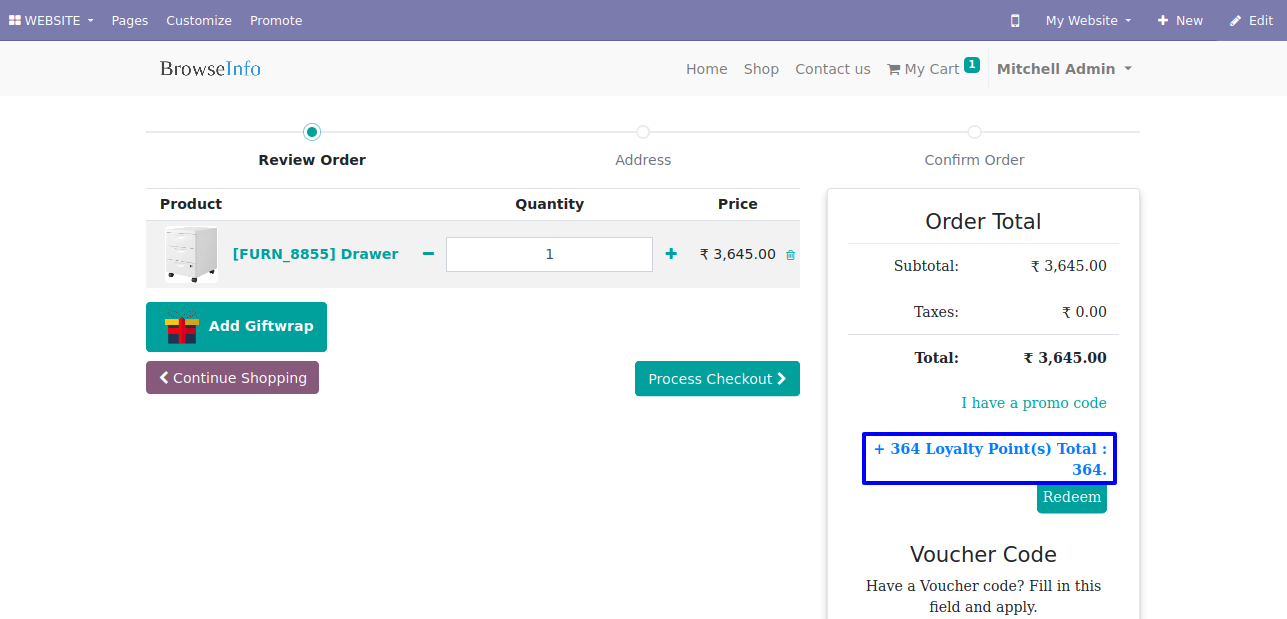 WEBSITE Pages Customize Promote My Website New Edit
BrowseInfo Home Shop Contact us My Cart 1 Mitchell Admin
Review Order Address Confirm Order
Product Quantity Price
[FURN_8855] Drawer 1 ₹ 3,645.00
Add Giftwrap
Continue Shopping Process Checkout
Order Total
Subtotal: ₹ 3,645.00
Taxes: ₹ 0.00
Total: ₹ 3,645.00
I have a promo code
+ 364 Loyalty Point(s) Total :
364.
Redeem
Voucher Code
Have a Voucher code? Fill in this
field and apply.